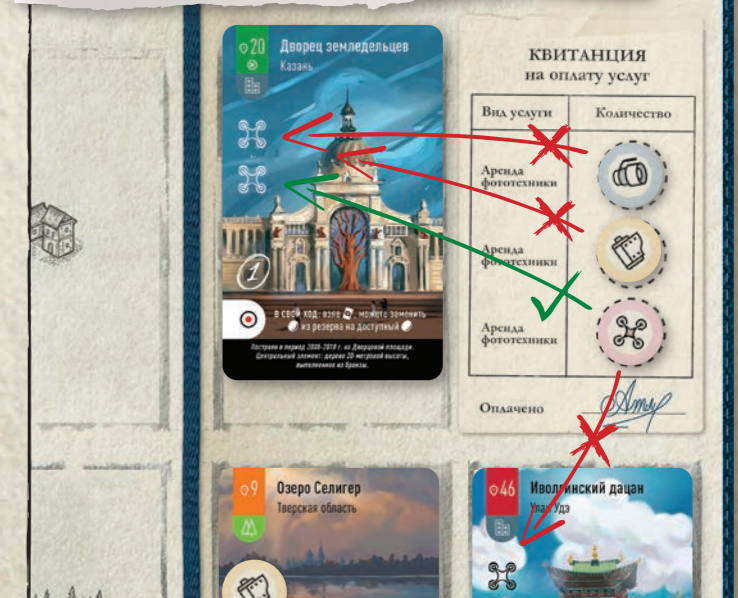 20 Дворец земледельцев
Казань
1
В СВОЙ ХОД: взяв , можете заменить
из резерва на доступный
Построен в период 2008-2010 г. на Дворцовой площади.
Центральный элемент: дерево 20-метровой высоты,
выполненное из бронзы.
КВИТАНЦИЯ
на оплату услуг
Вид услуги Количество
Аренда
фототехники
Аренда
фототехники
Аренда
фототехники
Оплачено
9 Озеро Селигер
Тверская область
46 Иволгинский дацан
Улан Удэ